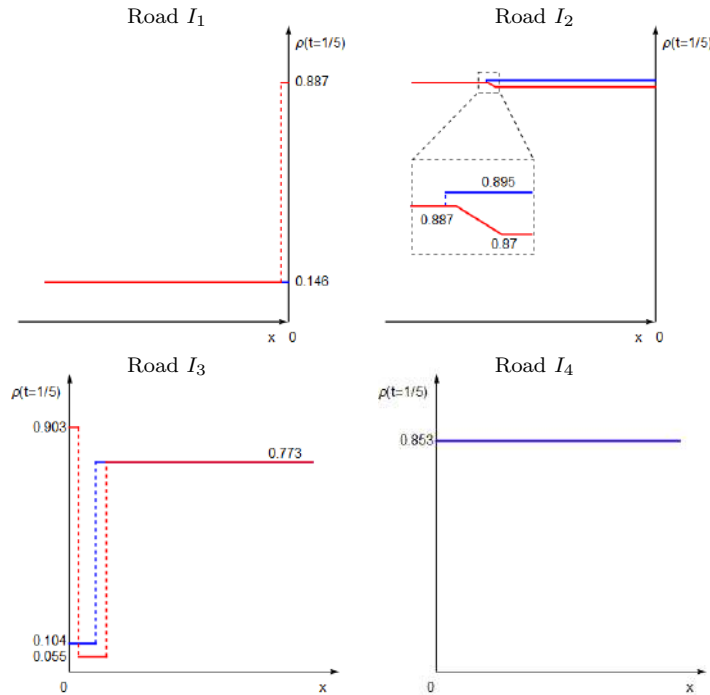 Road I₁
ρ(t=1/5)
0.887
0.146
x 0
Road I₂
ρ(t=1/5)
0.895
0.887
0.87
x 0
Road I₃
ρ(t=1/5)
0.903
0.773
0.104
0.055
0 x
Road I₄
ρ(t=1/5)
0.853
0 x